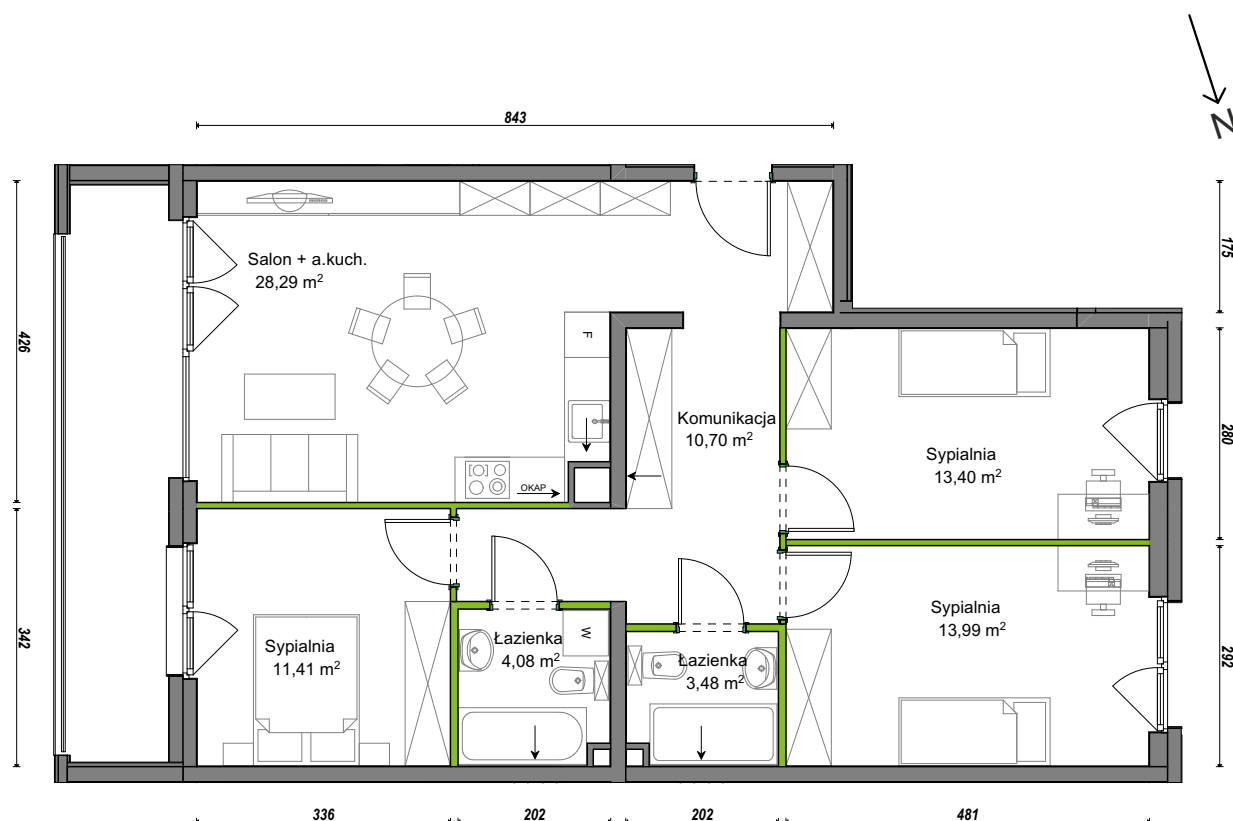 N
843
175
Salon + a.kuch.
28,29 m²
426
F
Komunikacja
10,70 m²
280
Sypialnia
13,40 m²
OKAP
Sypialnia
13,99 m²
W
Łazienka
4,08 m²
Łazienka
3,48 m²
Sypialnia
11,41 m²
342
292
336
202
202
481